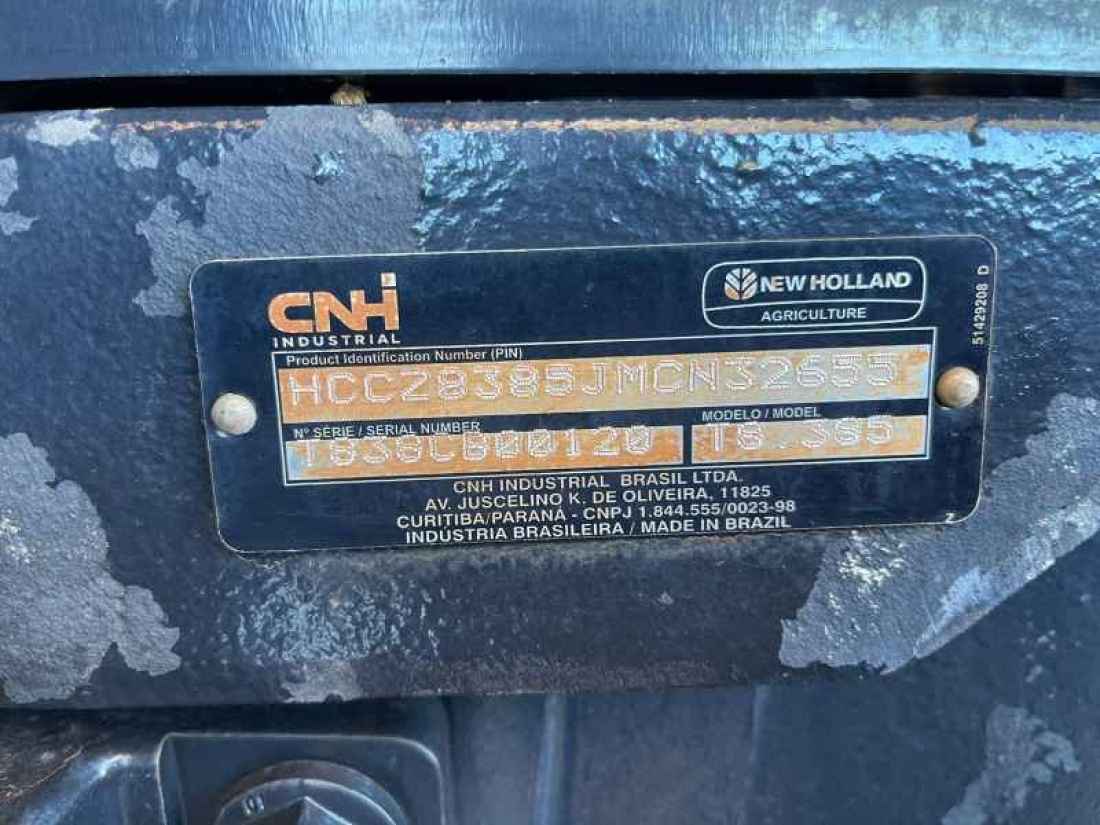 CNH
INDUSTRIAL
NEW HOLLAND
AGRICULTURE
51429208 D
Product Identification Number (PIN)
HCCZ8385JMCN32655
Nº SÉRIE / SERIAL NUMBER
T838CB00120
MODELO / MODEL
T8.385
CNH INDUSTRIAL BRASIL LTDA.
AV. JUSCELINO K. DE OLIVEIRA, 11825
CURITIBA/PARANÁ - CNPJ 1.844.555/0023-98
INDÚSTRIA BRASILEIRA / MADE IN BRAZIL
Z